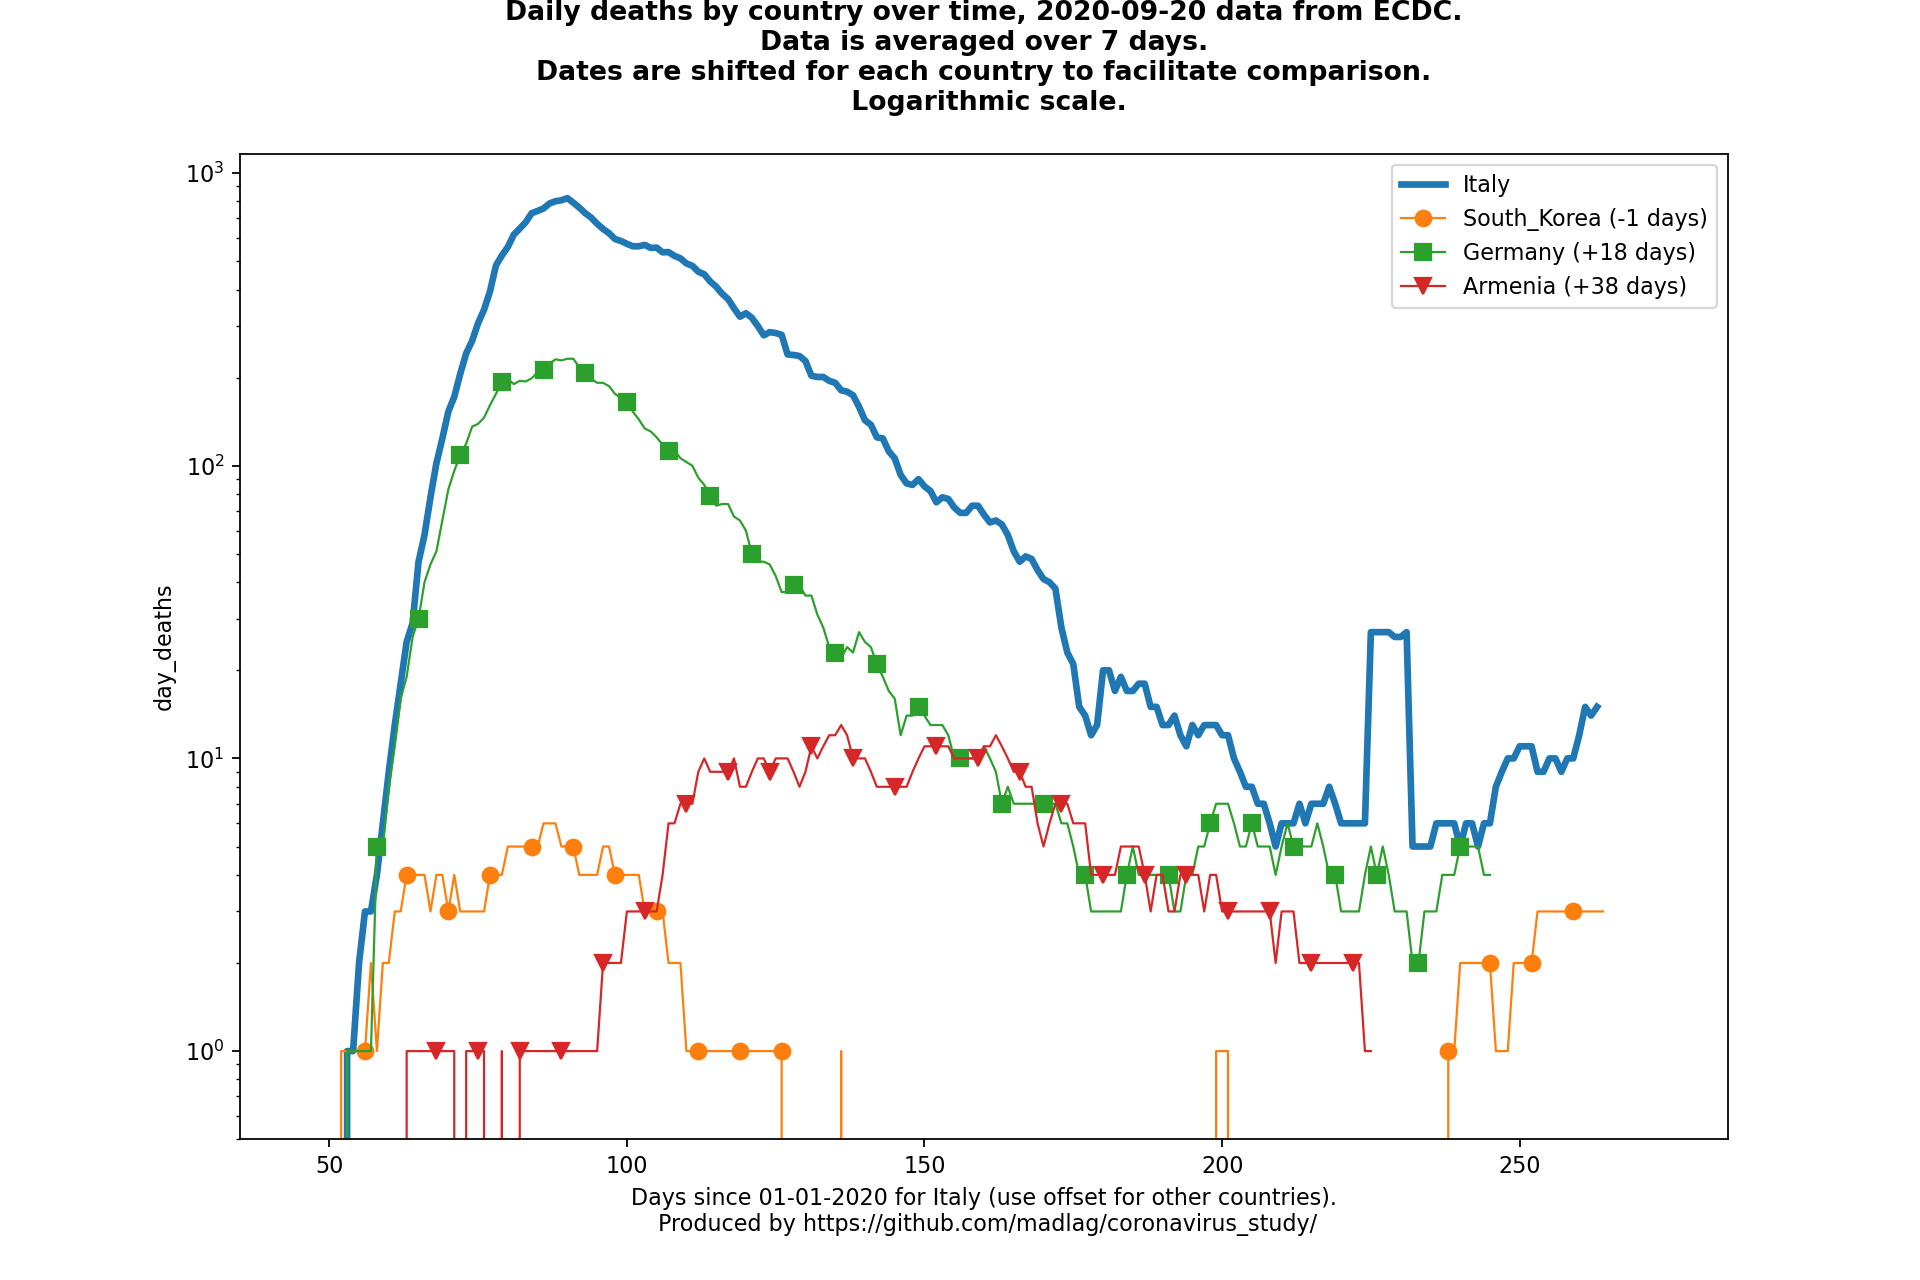 Daily deaths by country over time, 2020-09-20 data from ECDC.
Data is averaged over 7 days.
Dates are shifted for each country to facilitate comparison.
Logarithmic scale.
10³
10²
10¹
10⁰
day_deaths
Italy
South_Korea (-1 days)
Germany (+18 days)
Armenia (+38 days)
50 100 150 200 250
Days since 01-01-2020 for Italy (use offset for other countries).
Produced by https://github.com/madlag/coronavirus_study/